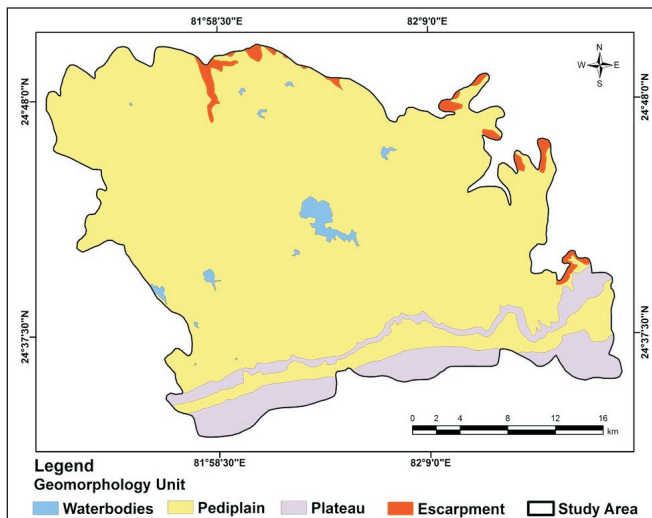 81°58'30"E 82°9'0"E
N
W E
S
24°48'0"N 24°48'0"N
24°37'30"N 24°37'30"N
0 2 4 8 12 16
km
81°58'30"E 82°9'0"E
Legend
Geomorphology Unit
Waterbodies Pediplain Plateau Escarpment Study Area